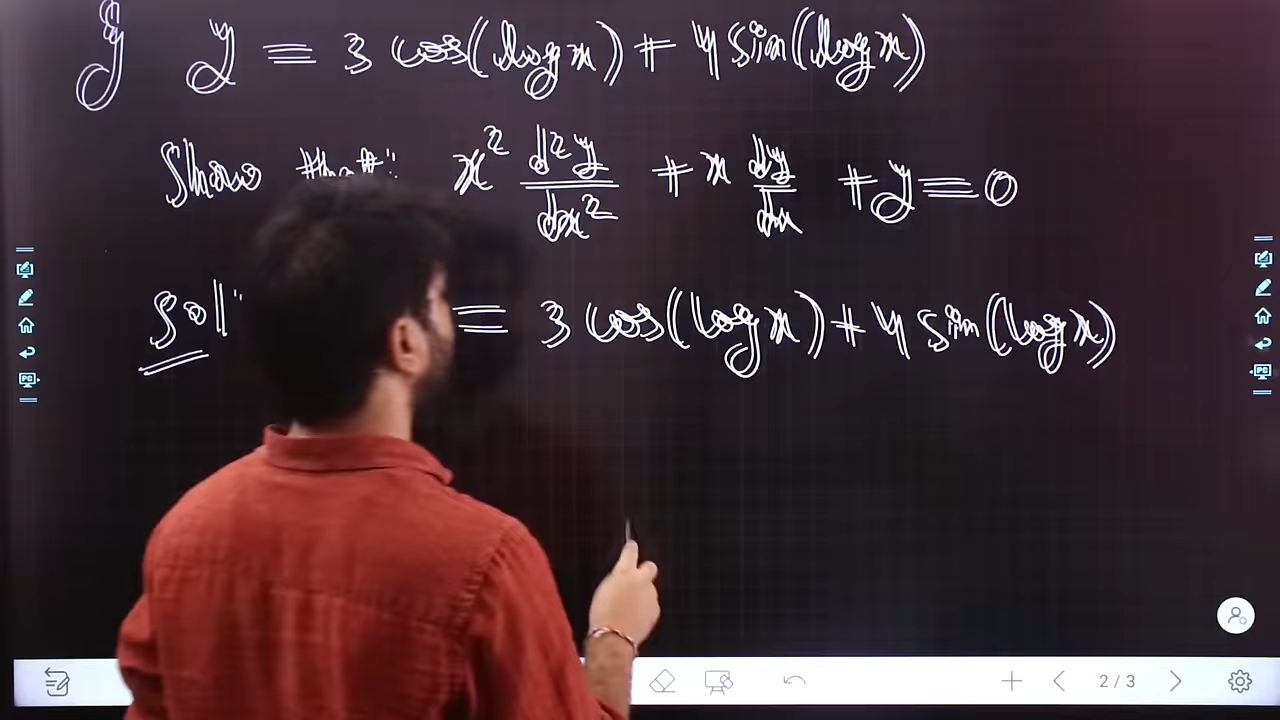 If y = 3 cos(log x) + 4 sin(log x)
Show that: x² d²y/dx² + x dy/dx + y = 0
Sol" = 3 cos(log x) + 4 sin(log x)
2 / 3